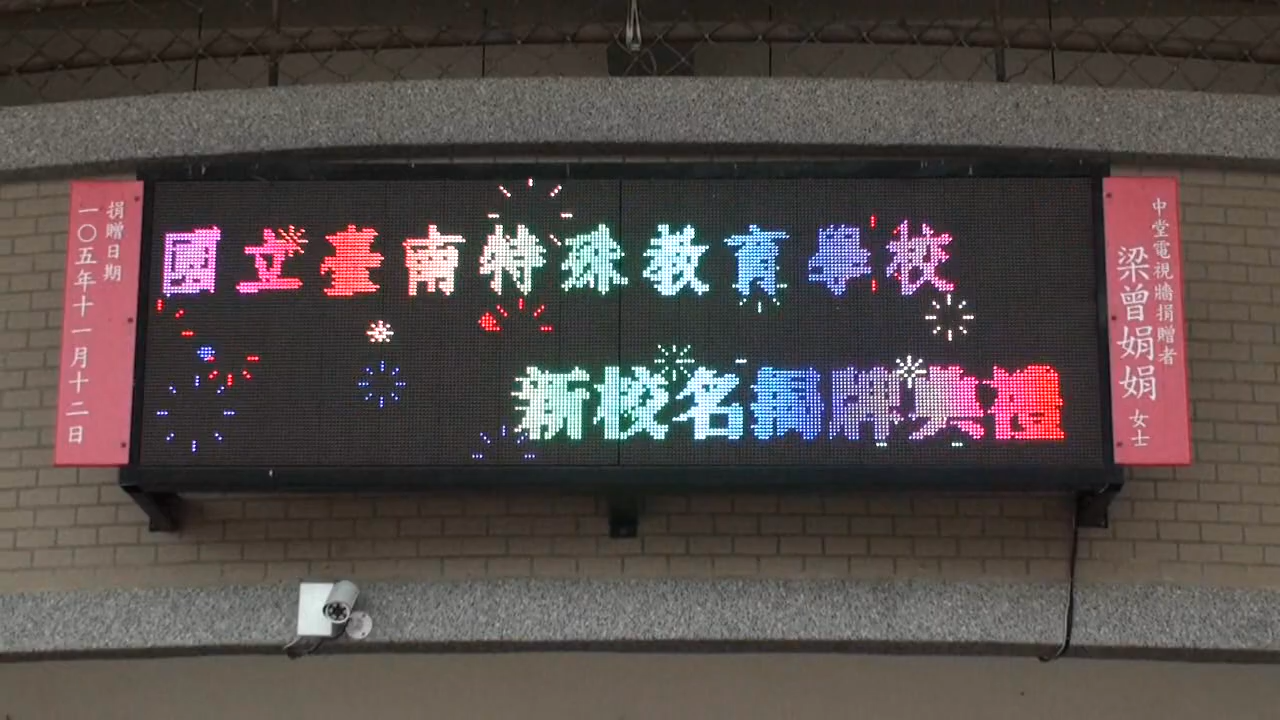 國立臺南特殊教育學校
新校名揭牌典禮
中堂電視牆捐贈者
梁曾娟娟 女士
捐贈日期
一〇五年十一月十二日